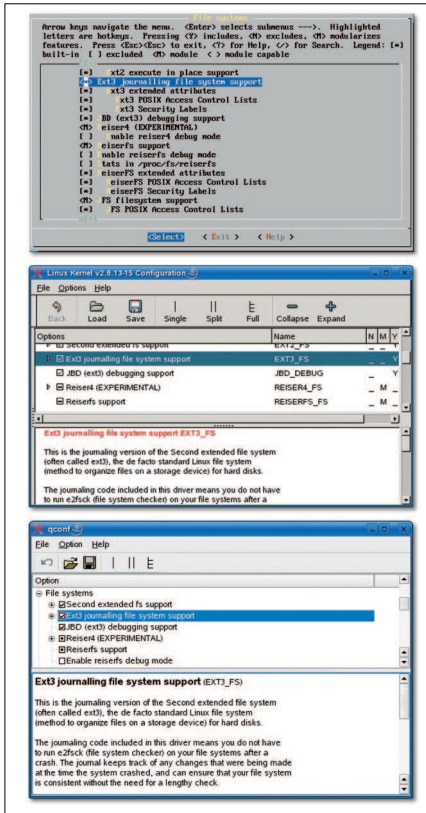 File systems
Arrow keys navigate the menu. <Enter> selects submenus --->. Highlighted
letters are hotkeys. Pressing <Y> includes, <N> excludes, <M> modularizes
features. Press <Esc><Esc> to exit, <?> for Help, </> for Search. Legend: [*]
built-in [ ] excluded <M> module < > module capable
[*] xt2 execute in place support
<*> Ext3 journalling file system support
[*] xt3 extended attributes
[*] xt3 POSIX Access Control Lists
[*] xt3 Security Labels
[*] BD (ext3) debugging support
<M> eiser4 (EXPERIMENTAL)
[ ] nable reiser4 debug mode
<M> eiserfs support
[ ] nable reiserfs debug mode
[ ] tats in /proc/fs/reiserfs
[*] eiserFS extended attributes
[*] eiserFS POSIX Access Control Lists
[*] eiserFS Security Labels
<M> FS filesystem support
[*] FS POSIX Access Control Lists
<Select> < Exit > < Help >
Linux Kernel v2.6.13-15 Configuration
File Options Help
Back Load Save Single Split Full Collapse Expand
Options Name N M Y
Second extended fs support EXT2_FS _ _ Y
Ext3 journalling file system support EXT3_FS _ _ Y
JBD (ext3) debugging support JBD_DEBUG _ Y
Reiser4 (EXPERIMENTAL) REISER4_FS _ M _
Reiserfs support REISERFS_FS _ M _
Ext3 journalling file system support EXT3_FS
This is the journaling version of the Second extended file system
(often called ext3), the de facto standard Linux file system
(method to organize files on a storage device) for hard disks.
The journaling code included in this driver means you do not have
to run e2fsck (file system checker) on your file systems after a
qconf
File Option Help
Option
File systems
Second extended fs support
Ext3 journalling file system support
JBD (ext3) debugging support
Reiser4 (EXPERIMENTAL)
Reiserfs support
Enable reiserfs debug mode
Ext3 journalling file system support (EXT3_FS)
This is the journaling version of the Second extended file system
(often called ext3), the de facto standard Linux file system
(method to organize files on a storage device) for hard disks.
The journaling code included in this driver means you do not have
to run e2fsck (file system checker) on your file systems after a
crash. The journal keeps track of any changes that were being made
at the time the system crashed, and can ensure that your file system
is consistent without the need for a lengthy check.